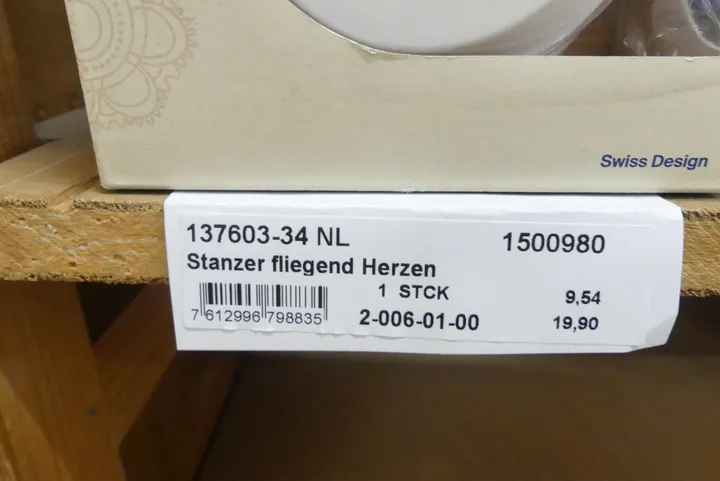 Swiss Design
137603-34 NL 1500980
Stanzer fliegend Herzen
1 STCK 9,54
7 612996 798835 2-006-01-00 19,90